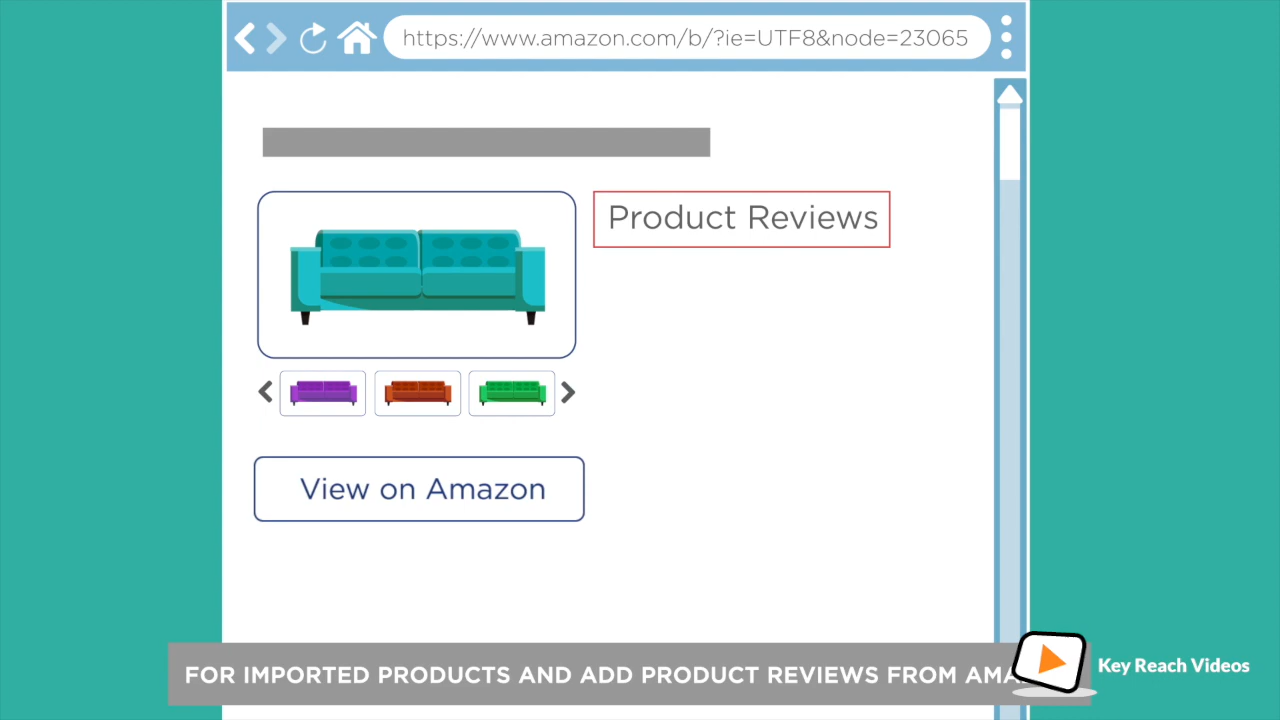 https://www.amazon.com/b/?ie=UTF8&node=23065
Product Reviews
View on Amazon
FOR IMPORTED PRODUCTS AND ADD PRODUCT REVIEWS FROM
Key Reach Videos